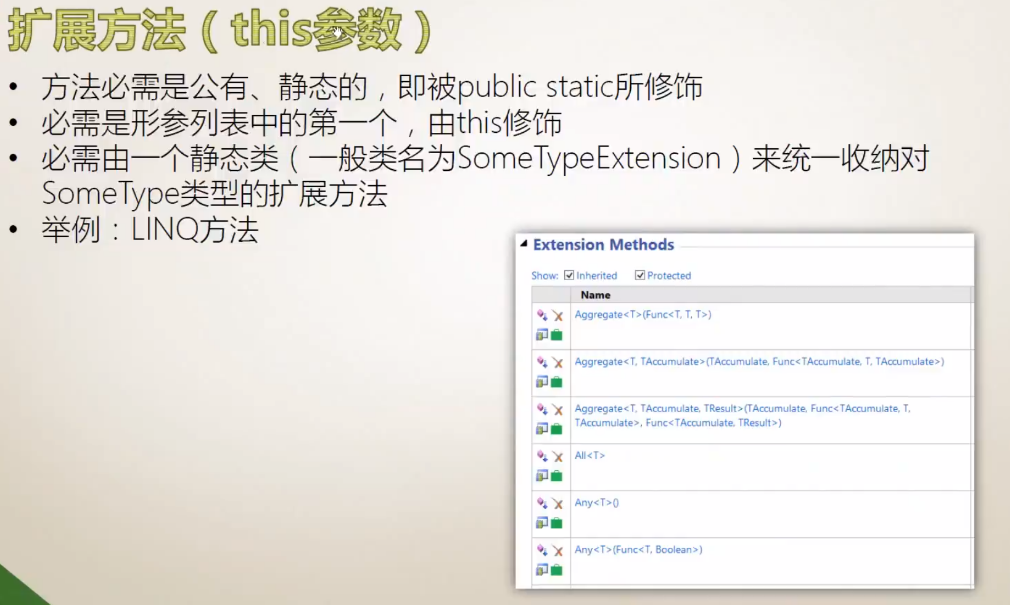 扩展方法（this参数）
• 方法必需是公有、静态的，即被public static所修饰
• 必需是形参列表中的第一个，由this修饰
• 必需由一个静态类（一般类名为SomeTypeExtension）来统一收纳对
SomeType类型的扩展方法
• 举例：LINQ方法
Extension Methods
Show: Inherited Protected
Name
Aggregate<T>(Func<T, T, T>)
Aggregate<T, TAccumulate>(TAccumulate, Func<TAccumulate, T, TAccumulate>)
Aggregate<T, TAccumulate, TResult>(TAccumulate, Func<TAccumulate, T,
TAccumulate>, Func<TAccumulate, TResult>)
All<T>
Any<T>()
Any<T>(Func<T, Boolean>)